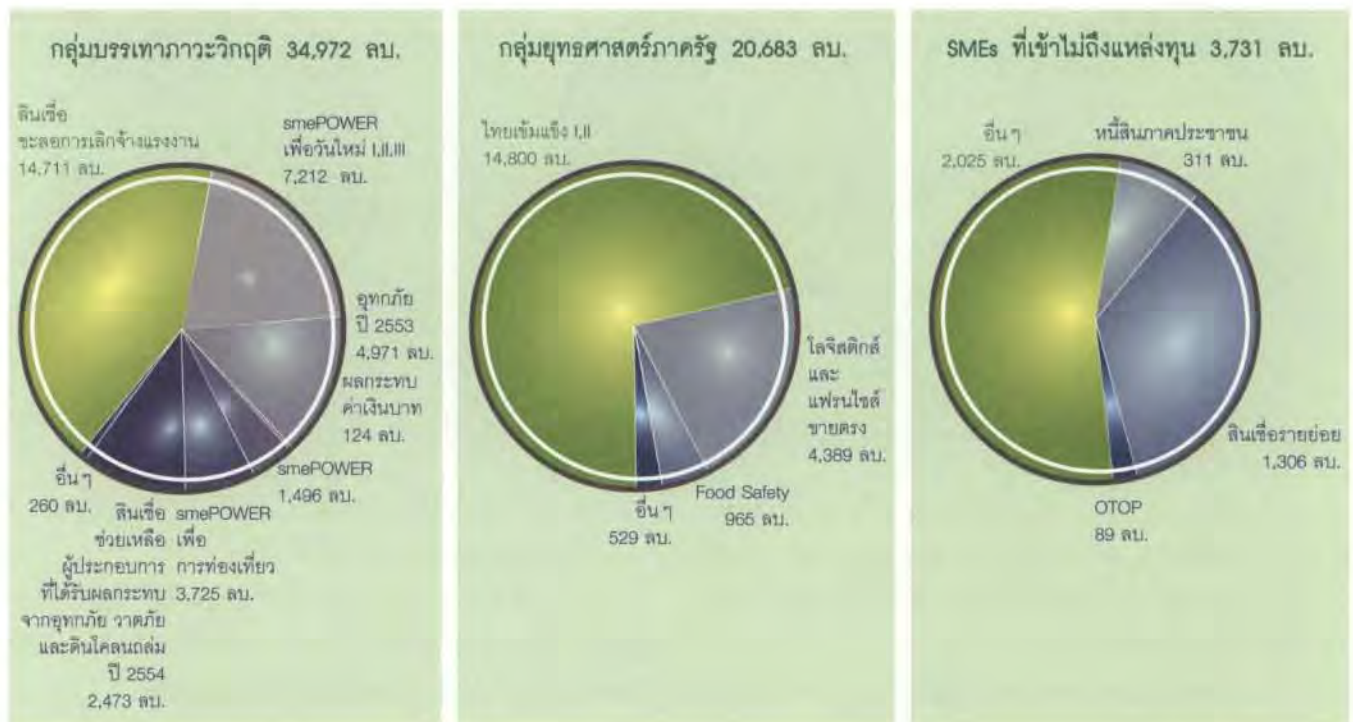 กลุ่มบรรเทาภาวะวิกฤติ 34,972 ลบ.
สินเชื่อ
ชะลอการเลิกจ้างแรงงาน
14,711 ลบ.
smePOWER
เพื่อวันใหม่ I,II,III
7,212 ลบ.
อุทกภัย
ปี 2553
4,971 ลบ.
ผลกระทบ
ค่าเงินบาท
124 ลบ.
smePOWER
1,496 ลบ.
smePOWER
เพื่อ
การท่องเที่ยว
3,725 ลบ.
สินเชื่อ
ช่วยเหลือ
ผู้ประกอบการ
ที่ได้รับผลกระทบ
จากอุทกภัย วาตภัย
และดินโคลนถล่ม
ปี 2554
2,473 ลบ.
อื่นๆ
260 ลบ.
กลุ่มยุทธศาสตร์ภาครัฐ 20,683 ลบ.
ไทยเข้มแข็ง I,II
14,800 ลบ.
โลจิสติกส์
และ
แฟรนไชส์
ขายตรง
4,389 ลบ.
Food Safety
965 ลบ.
อื่นๆ
529 ลบ.
SMEs ที่เข้าไม่ถึงแหล่งทุน 3,731 ลบ.
อื่นๆ
2,025 ลบ.
หนี้สินภาคประชาชน
311 ลบ.
สินเชื่อรายย่อย
1,306 ลบ.
OTOP
89 ลบ.